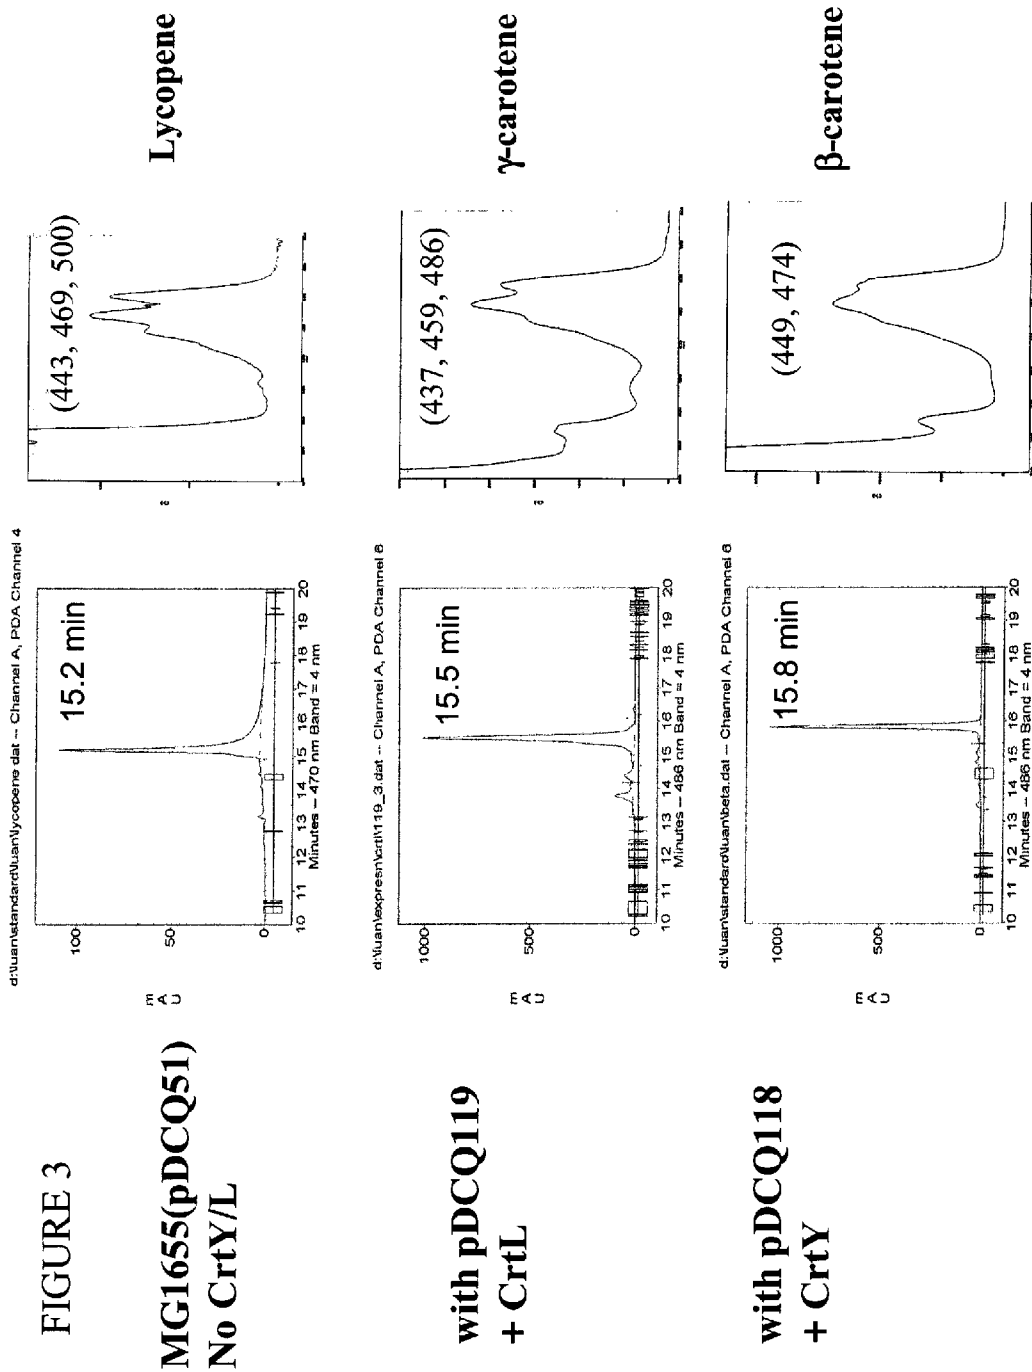 FIGURE 3
MG1655(pDCQ51)
No CrtY/L
d:\luan\standard\luan\lycopene.dat -- Channel A, PDA Channel 4
mAU
100
50
0
15.2 min
10 11 12 13 14 15 16 17 18 19 20
Minutes -- 470 nm Band = 4 nm
(443, 469, 500)
Lycopene
with pDCQ119
+ CrtL
d:\luan\expresn\crtl\119_3.dat -- Channel A, PDA Channel 6
mAU
1000
500
0
15.5 min
10 11 12 13 14 15 16 17 18 19 20
Minutes -- 486 nm Band = 4 nm
(437, 459, 486)
γ-carotene
with pDCQ118
+ CrtY
d:\luan\standard\luan\beta.dat -- Channel A, PDA Channel 6
mAU
1000
500
0
15.8 min
10 11 12 13 14 15 16 17 18 19 20
Minutes -- 486 nm Band = 4 nm
(449, 474)
β-carotene